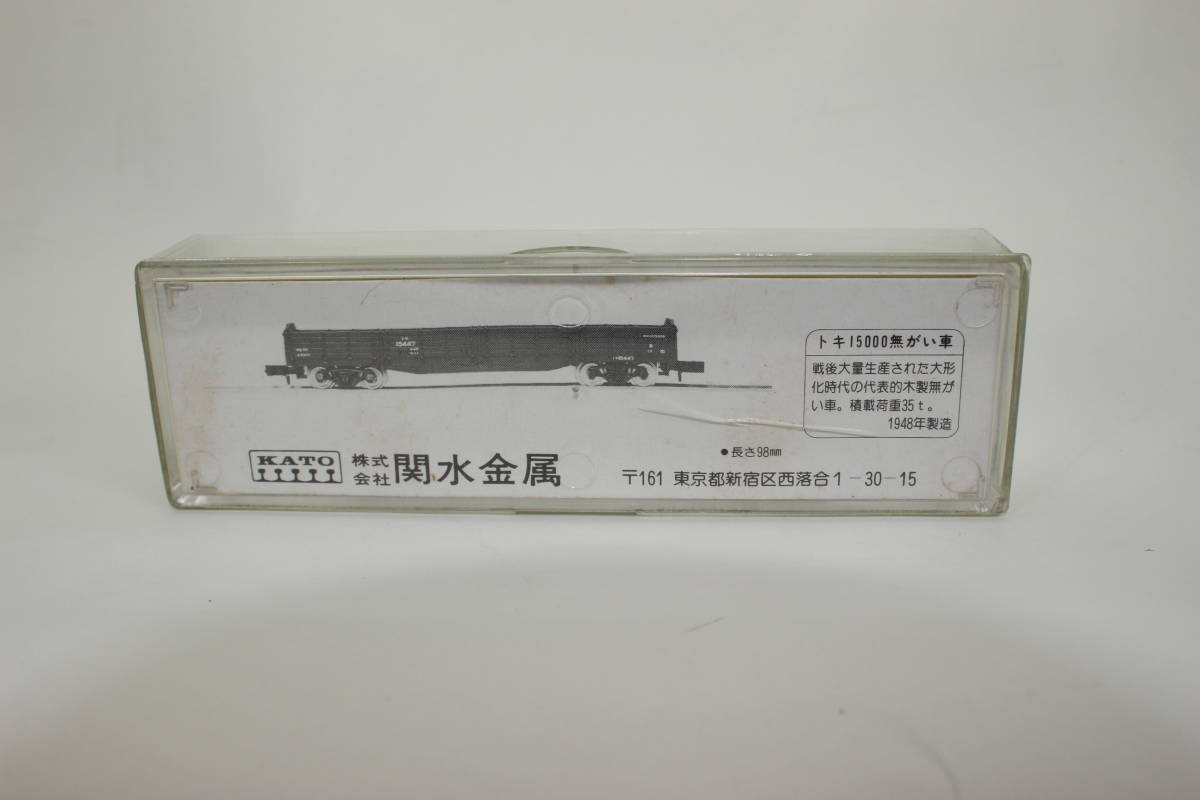 15447
トキ15000無がい車
戦後大量生産された大形
化時代の代表的木製無が
い車。積載荷重35t。
1948年製造
●長さ98mm
KATO
株式
会社 関水金属
〒161 東京都新宿区西落合1-30-15